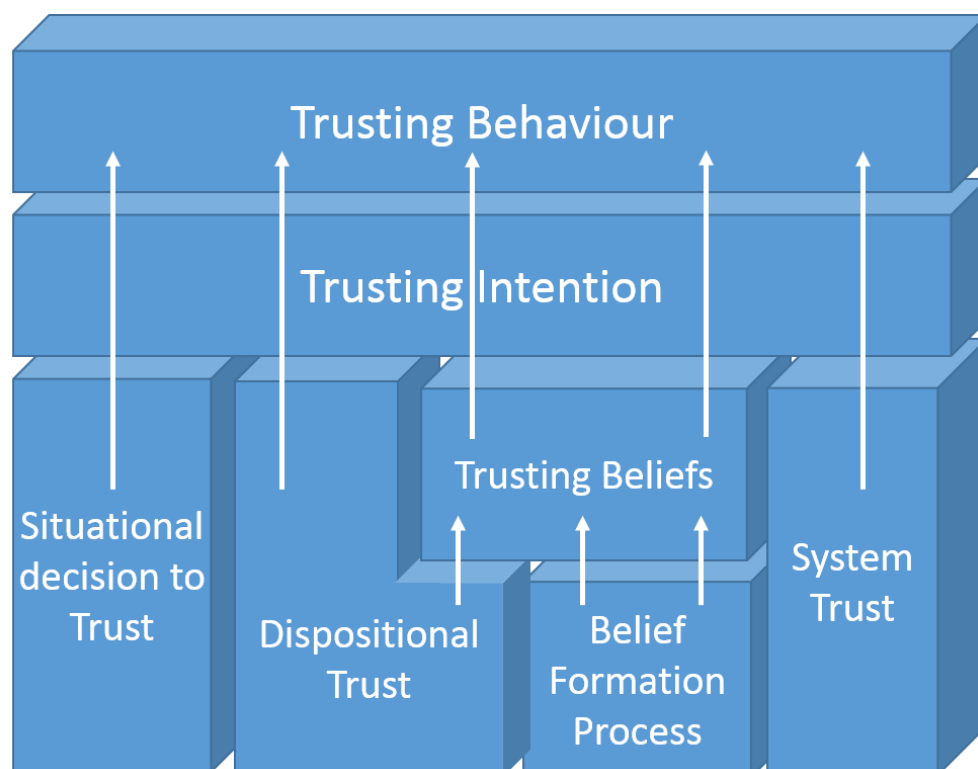 Trusting Behaviour
Trusting Intention
Trusting Beliefs
Situational
decision to
Trust
Dispositional
Trust
Belief
Formation
Process
System
Trust